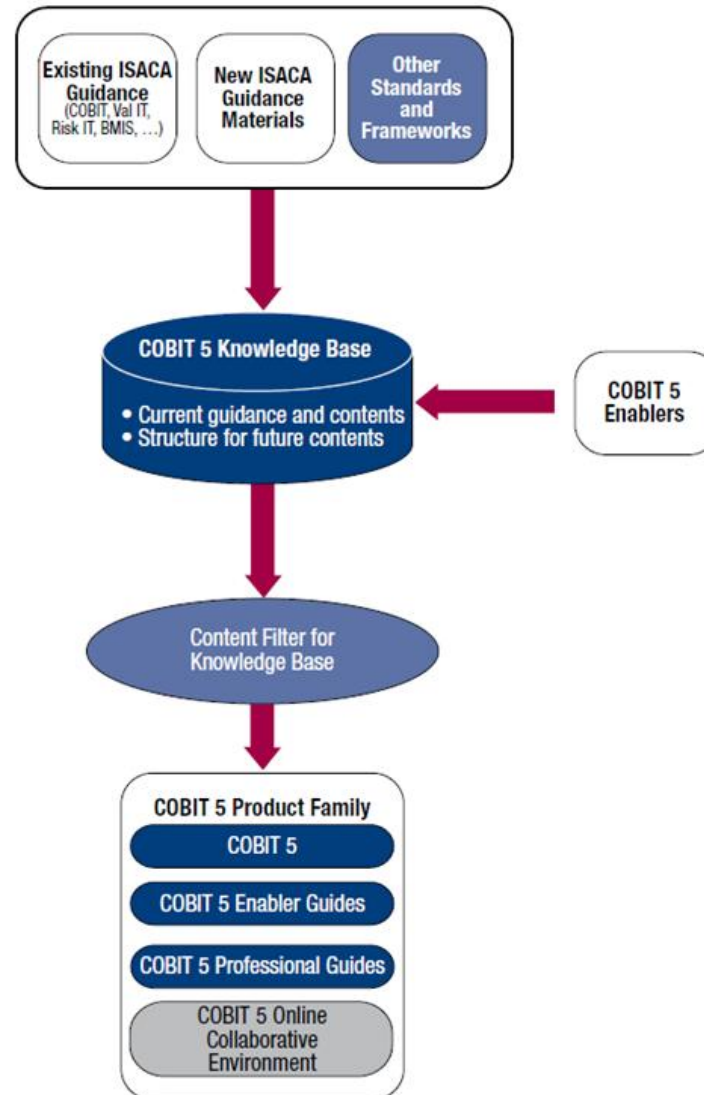 Existing ISACA
Guidance
(COBIT, Val IT,
Risk IT, BMIS, …)
New ISACA
Guidance
Materials
Other
Standards
and
Frameworks
COBIT 5 Knowledge Base
• Current guidance and contents
• Structure for future contents
COBIT 5
Enablers
Content Filter for
Knowledge Base
COBIT 5 Product Family
COBIT 5
COBIT 5 Enabler Guides
COBIT 5 Professional Guides
COBIT 5 Online
Collaborative
Environment